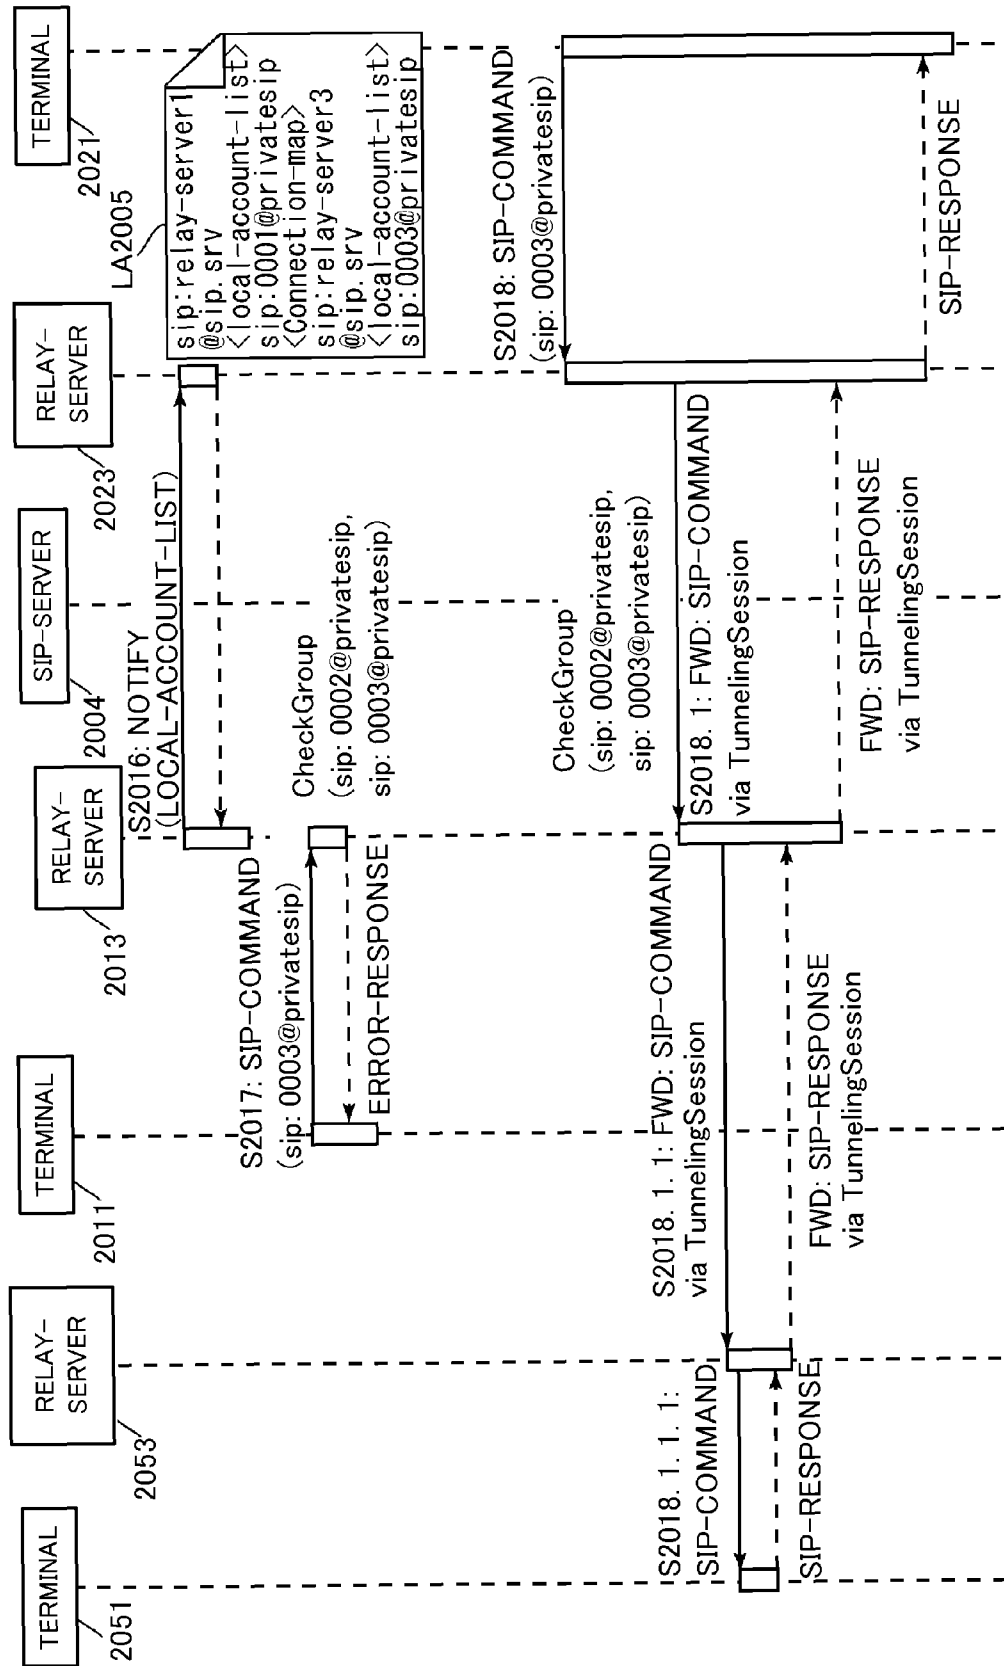 TERMINAL
2051
RELAY-
SERVER
2053
TERMINAL
2011
RELAY-
SERVER
2013
SIP-SERVER
2004
RELAY-
SERVER
2023
TERMINAL
2021
S2016: NOTIFY
(LOCAL-ACCOUNT-LIST)
LA2005
sip:relay-server1
@sip.srv
<local-account-list>
sip:0001@privatesip
<Connection-map>
sip:relay-server3
@sip.srv
<local-account-list>
sip:0003@privatesip
S2017: SIP-COMMAND
(sip: 0003@privatesip)
CheckGroup
(sip: 0002@privatesip,
sip: 0003@privatesip)
ERROR-RESPONSE
S2018: SIP-COMMAND
(sip: 0003@privatesip)
CheckGroup
(sip: 0002@privatesip,
sip: 0003@privatesip)
S2018. 1: FWD: SIP-COMMAND
via TunnelingSession
S2018. 1. 1: FWD: SIP-COMMAND
via TunnelingSession
S2018. 1. 1. 1:
SIP-COMMAND
SIP-RESPONSE
FWD: SIP-RESPONSE
via TunnelingSession
FWD: SIP-RESPONSE
via TunnelingSession
SIP-RESPONSE